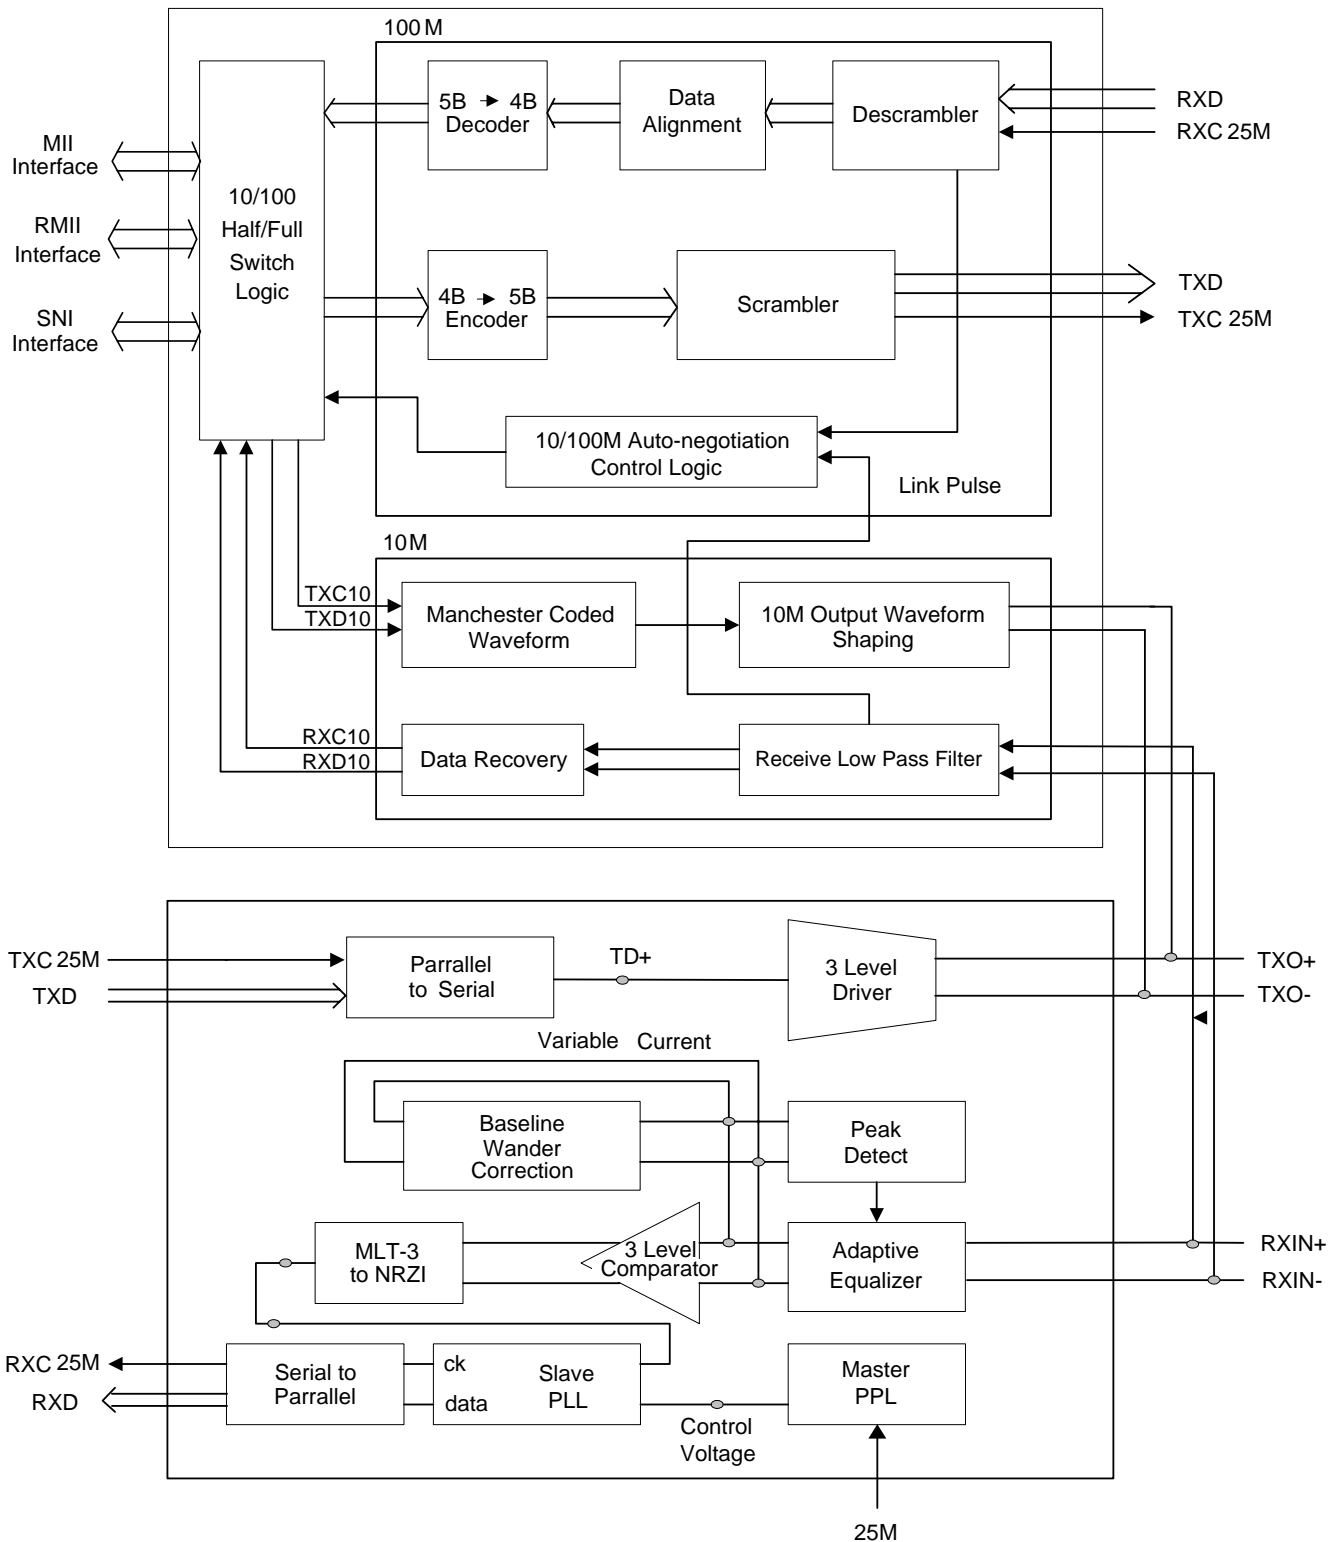 100M
5B → 4B
Decoder
Data
Alignment
Descrambler
RXD
RXC 25M
MII
Interface
RMII
Interface
SNI
Interface
10/100
Half/Full
Switch
Logic
4B → 5B
Encoder
Scrambler
TXD
TXC 25M
10/100M Auto-negotiation
Control Logic
Link Pulse
10M
TXC10
TXD10
Manchester Coded
Waveform
10M Output Waveform
Shaping
RXC10
RXD10
Data Recovery
Receive Low Pass Filter
TXC 25M
TXD
Parrallel
to Serial
TD+
3 Level
Driver
TXO+
TXO-
Variable Current
Baseline
Wander
Correction
Peak
Detect
MLT-3
to NRZI
3 Level
Comparator
Adaptive
Equalizer
RXIN+
RXIN-
RXC 25M
RXD
Serial to
Parrallel
ck
data
Slave
PLL
Master
PPL
Control
Voltage
25M